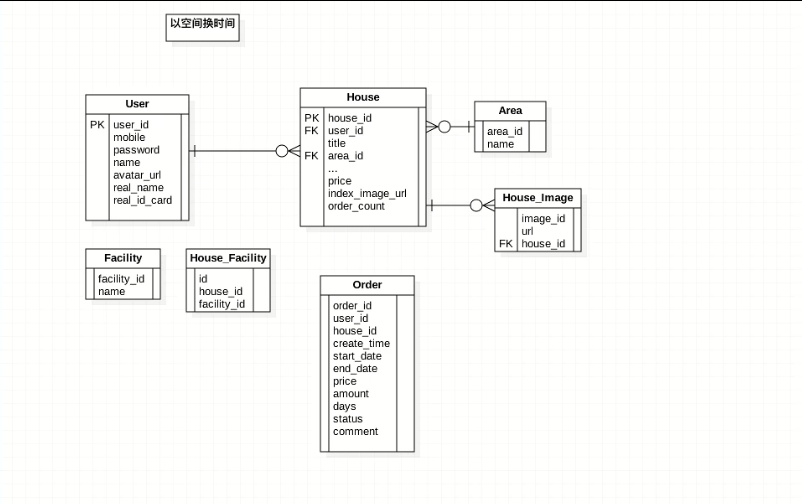 以空间换时间
User
PK user_id
mobile
password
name
avatar_url
real_name
real_id_card
House
PK house_id
FK user_id
title
FK area_id
...
price
index_image_url
order_count
Area
area_id
name
House_Image
image_id
url
FK house_id
Facility
facility_id
name
House_Facility
id
house_id
facility_id
Order
order_id
user_id
house_id
create_time
start_date
end_date
price
amount
days
status
comment